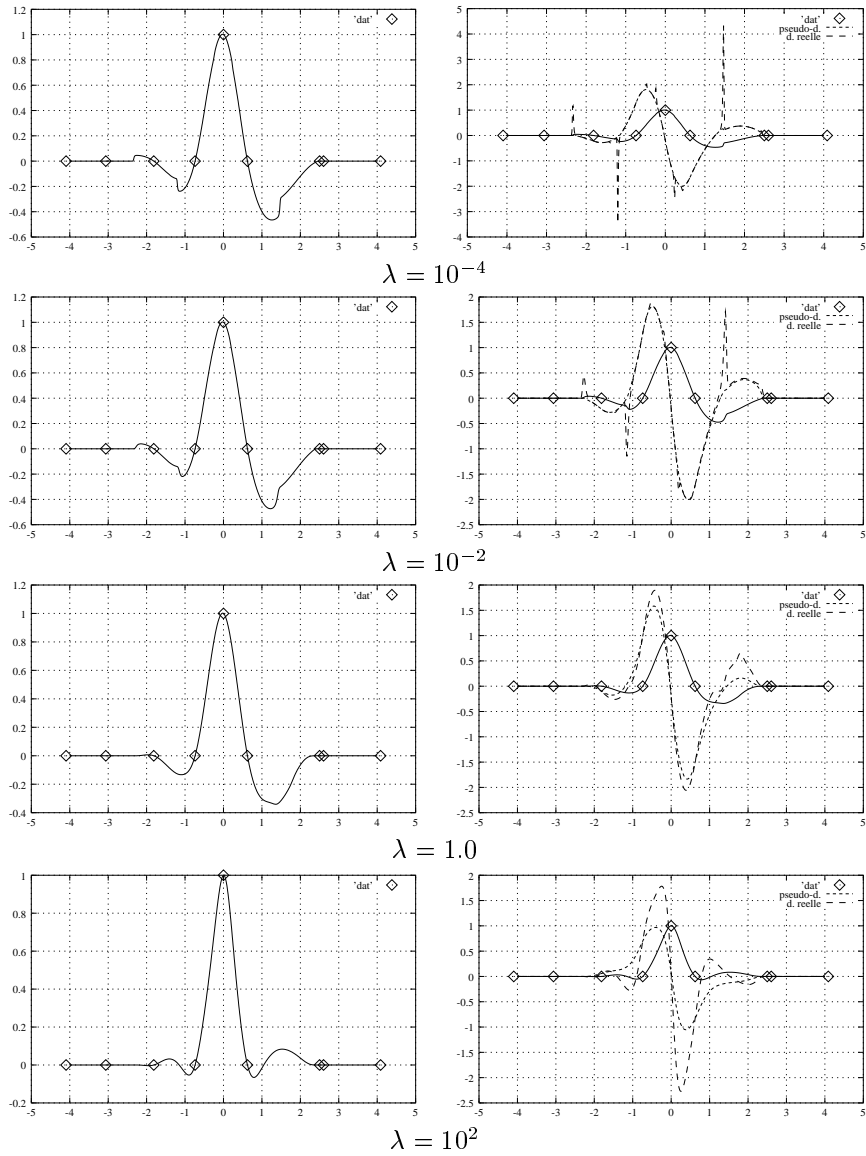 1.2
1
0.8
0.6
0.4
0.2
0
-0.2
-0.4
-0.6
-5 -4 -3 -2 -1 0 1 2 3 4 5
'dat'
5
4
3
2
1
0
-1
-2
-3
-4
-5 -4 -3 -2 -1 0 1 2 3 4 5
'dat'
pseudo-d.
d. reelle
λ = 10⁻⁴
1.2
1
0.8
0.6
0.4
0.2
0
-0.2
-0.4
-0.6
-5 -4 -3 -2 -1 0 1 2 3 4 5
'dat'
2
1.5
1
0.5
0
-0.5
-1
-1.5
-2
-2.5
-5 -4 -3 -2 -1 0 1 2 3 4 5
'dat'
pseudo-d.
d. reelle
λ = 10⁻²
1.2
1
0.8
0.6
0.4
0.2
0
-0.2
-0.4
-5 -4 -3 -2 -1 0 1 2 3 4 5
'dat'
2
1.5
1
0.5
0
-0.5
-1
-1.5
-2
-2.5
-5 -4 -3 -2 -1 0 1 2 3 4 5
'dat'
pseudo-d.
d. reelle
λ = 1.0
1
0.8
0.6
0.4
0.2
0
-0.2
-5 -4 -3 -2 -1 0 1 2 3 4 5
'dat'
2
1.5
1
0.5
0
-0.5
-1
-1.5
-2
-2.5
-5 -4 -3 -2 -1 0 1 2 3 4 5
'dat'
pseudo-d.
d. reelle
λ = 10²